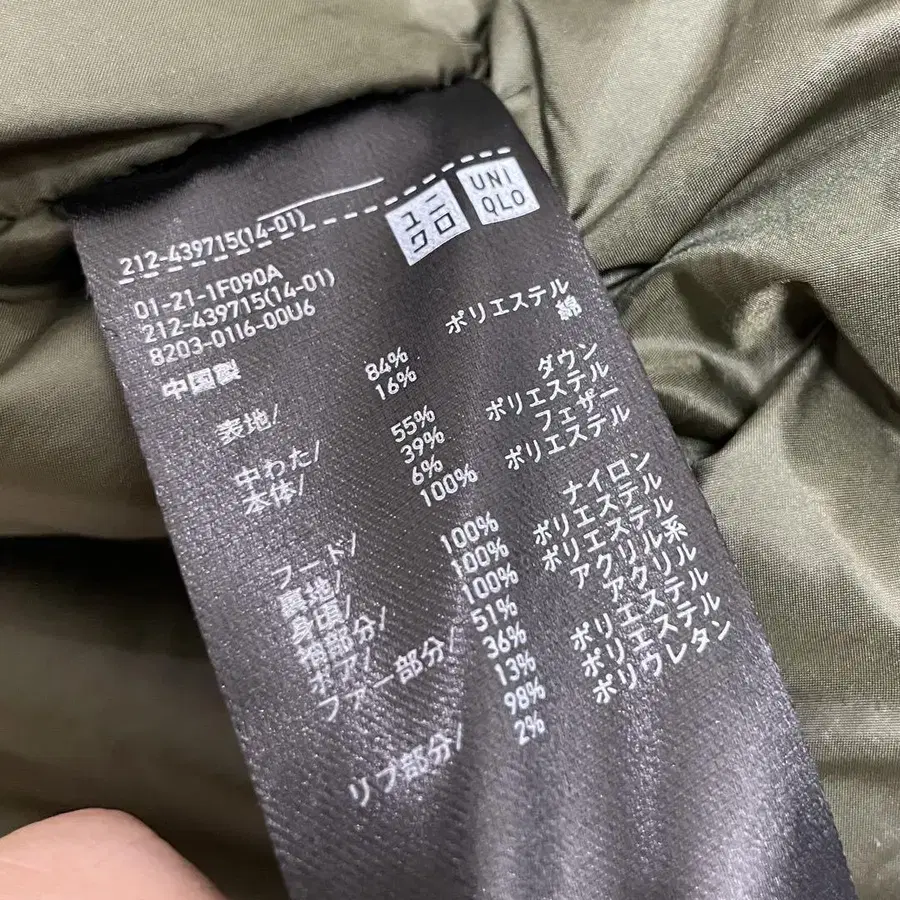 ユニクロ
UNIQLO
212-439715(14-01)
01-21-1F090A
212-439715(14-01)
8203-0116-00U6
中国製
表地/ 84% ポリエステル
16% 綿
中わた/
本体/ 55% ダウン
39% ポリエステル
6% フェザー
フード/ 100% ポリエステル
裏地/
身頃/ 100% ナイロン
袖部分/ 100% ポリエステル
ボア/ 100% ポリエステル
ファー部分/ 51% アクリル系
36% アクリル
13% ポリエステル
リブ部分/ 98% ポリエステル
2% ポリウレタン